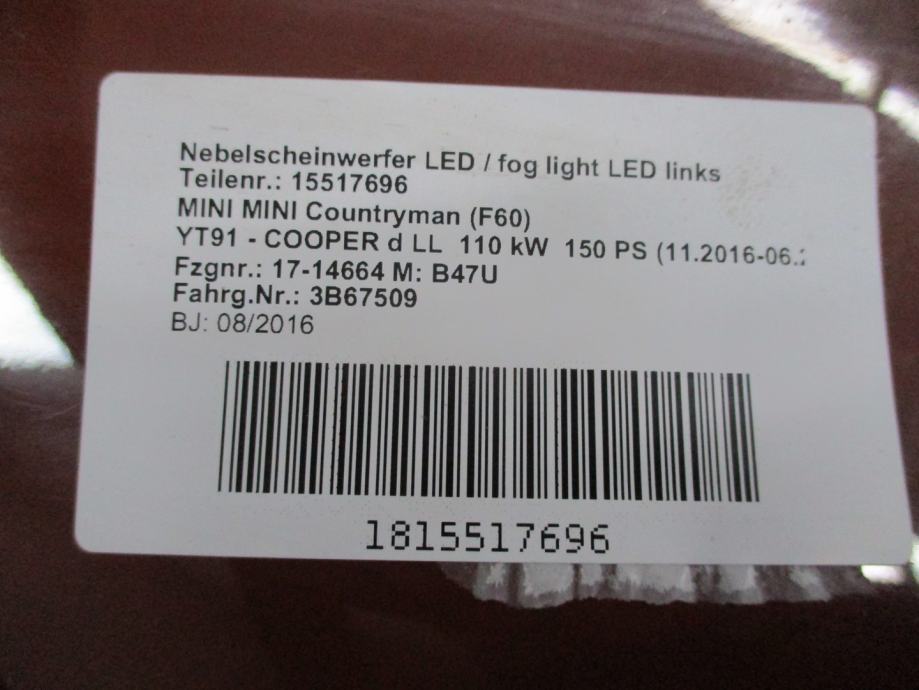 Nebelscheinwerfer LED / fog light LED links
Teilenr.: 15517696
MINI MINI Countryman (F60)
YT91 - COOPER d LL 110 kW 150 PS (11.2016-06.
Fzgnr.: 17-14664 M: B47U
Fahrg.Nr.: 3B67509
BJ: 08/2016
1815517696